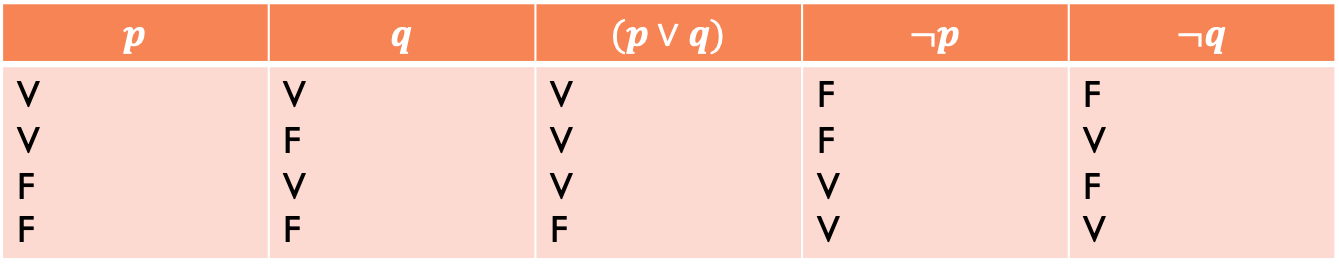 p q (p ∨ q) ¬p ¬q
V V V F F
V F V F V
F V V V F
F F F V V